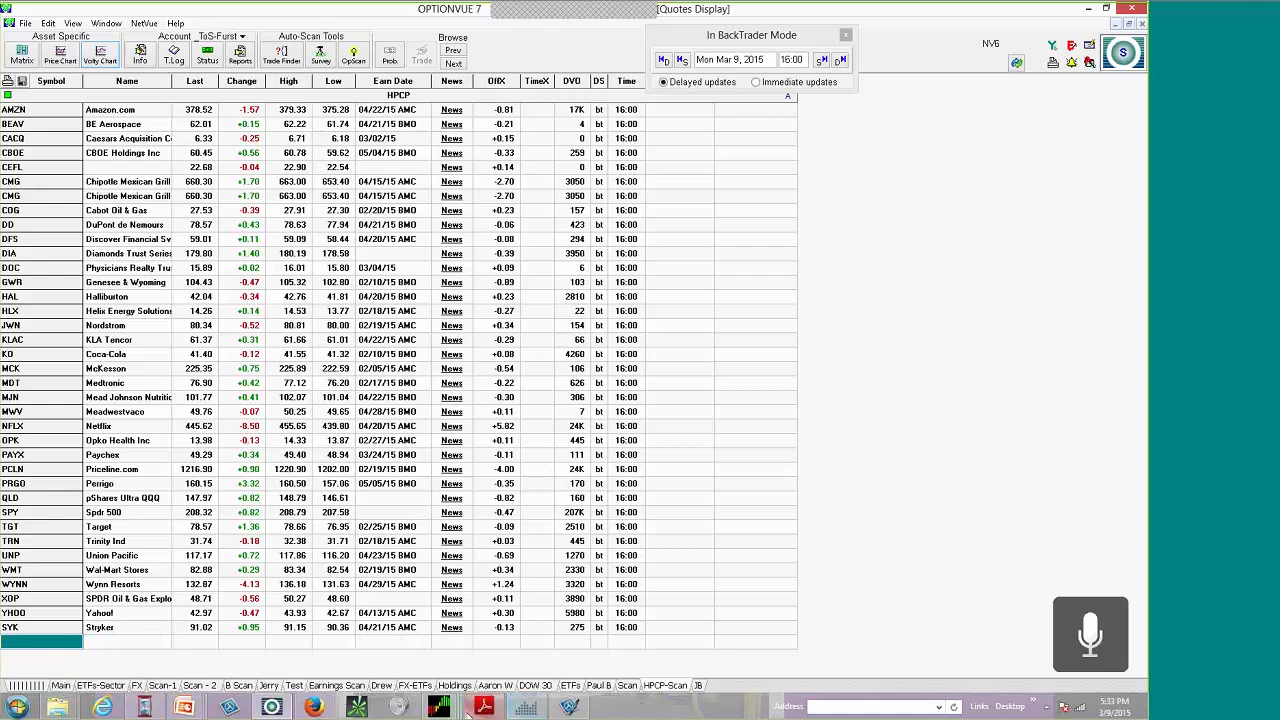 OPTIONVUE 7 [Quotes Display]
File Edit View Window NetVue Help
In BackTrader Mode
Asset Specific Account _ToS-Furst Auto-Scan Tools Browse
Matrix Price Chart Volty Chart Info T.Log Status Trade Finder Survey OpScan Prob. Trade Prev Next
Mon Mar 9, 2015 16:00
Delayed updates Immediate updates
NV6
Symbol Name Last Change High Low Earn Date News OffX TimeX DVO DS Time
HPCP A
AMZN Amazon.com 378.52 -1.57 379.33 375.28 04/22/15 AMC News -0.81 17K bt 16:00
BEAV BE Aerospace 62.01 +0.15 62.22 61.74 04/21/15 BMO News -0.21 4 bt 16:00
CACQ Caesars Acquisition C 6.33 -0.25 6.71 6.18 03/02/15 News +0.15 0 bt 16:00
CBOE CBOE Holdings Inc 60.45 +0.56 60.78 59.62 05/04/15 BMO News -0.33 259 bt 16:00
CEFL 22.68 -0.04 22.90 22.54 News +0.14 0 bt 16:00
CMG Chipotle Mexican Grill 660.30 +1.70 663.00 653.40 04/15/15 AMC News -2.70 3050 bt 16:00
CMG Chipotle Mexican Grill 660.30 +1.70 663.00 653.40 04/15/15 AMC News -2.70 3050 bt 16:00
COG Cabot Oil & Gas 27.53 -0.39 27.91 27.30 02/20/15 BMO News +0.23 157 bt 16:00
DD DuPont de Nemours 78.57 +0.43 78.63 77.94 04/21/15 BMO News -0.06 423 bt 16:00
DFS Discover Financial Sv 59.01 +0.11 59.09 58.44 04/20/15 AMC News -0.08 294 bt 16:00
DIA Diamonds Trust Series 179.80 +1.40 180.19 178.58 News -0.39 3950 bt 16:00
DOC Physicians Realty Tru 15.89 +0.02 16.01 15.80 03/04/15 News +0.09 6 bt 16:00
GWR Genesee & Wyoming 104.43 -0.47 105.32 102.80 02/10/15 BMO News -0.89 103 bt 16:00
HAL Halliburton 42.04 -0.34 42.76 41.81 04/20/15 BMO News +0.23 2810 bt 16:00
HLX Helix Energy Solutions 14.26 +0.14 14.53 13.77 02/18/15 BMO News -0.27 22 bt 16:00
JWN Nordstrom 80.34 -0.52 80.81 80.00 02/19/15 AMC News +0.34 154 bt 16:00
KLAC KLA Tencor 61.37 +0.31 61.66 61.01 04/22/15 AMC News -0.29 66 bt 16:00
KO Coca-Cola 41.40 -0.12 41.55 41.32 02/10/15 BMO News +0.08 4260 bt 16:00
MCK McKesson 225.35 +0.75 225.89 222.59 02/05/15 AMC News -0.54 106 bt 16:00
MDT Medtronic 76.90 +0.42 77.12 76.20 02/17/15 BMO News -0.22 626 bt 16:00
MJN Mead Johnson Nutritic 101.77 +0.41 102.07 101.04 04/22/15 BMO News -0.30 306 bt 16:00
MWV Meadwestvaco 49.76 -0.07 50.25 49.65 04/28/15 BMO News +0.11 7 bt 16:00
NFLX Netflix 445.62 -8.50 455.65 439.80 04/20/15 AMC News +5.82 24K bt 16:00
OPK Opko Health Inc 13.98 -0.13 14.33 13.87 02/27/15 AMC News +0.11 445 bt 16:00
PAYX Paychex 49.29 +0.34 49.40 48.94 03/24/15 BMO News -0.11 111 bt 16:00
PCLN Priceline.com 1216.90 +0.90 1220.90 1202.00 02/19/15 BMO News -4.00 24K bt 16:00
PRGO Perrigo 160.15 +3.32 160.50 157.06 05/05/15 BMO News -0.35 170 bt 16:00
QLD pShares Ultra QQQ 147.97 +0.82 148.79 146.61 News -0.82 160 bt 16:00
SPY Spdr 500 208.32 +0.82 208.79 207.58 News -0.47 207K bt 16:00
TGT Target 78.57 +1.36 78.66 76.95 02/25/15 BMO News -0.09 2510 bt 16:00
TRN Trinity Ind 31.74 -0.18 32.38 31.71 02/18/15 AMC News +0.03 445 bt 16:00
UNP Union Pacific 117.17 +0.72 117.86 116.20 04/23/15 BMO News -0.69 1270 bt 16:00
WMT Wal-Mart Stores 82.88 +0.29 83.34 82.54 02/19/15 BMO News +0.34 2330 bt 16:00
WYNN Wynn Resorts 132.87 -4.13 136.18 131.63 04/29/15 AMC News +1.24 3320 bt 16:00
XOP SPDR Oil & Gas Explo 48.71 -0.56 50.27 48.60 News +0.11 3890 bt 16:00
YHOO Yahoo! 42.97 -0.47 43.93 42.67 04/13/15 AMC News +0.30 5980 bt 16:00
SYK Stryker 91.02 +0.95 91.15 90.36 04/21/15 AMC News -0.13 275 bt 16:00
Main ETFs-Sector FX Scan-1 Scan - 2 B Scan Jerry Test Earnings Scan Drew FX-ETFs Holdings Aaron W DOW 30 ETFs Paul B Scan HPCP-Scan JB
Address Links Desktop
5:33 PM
3/9/2015